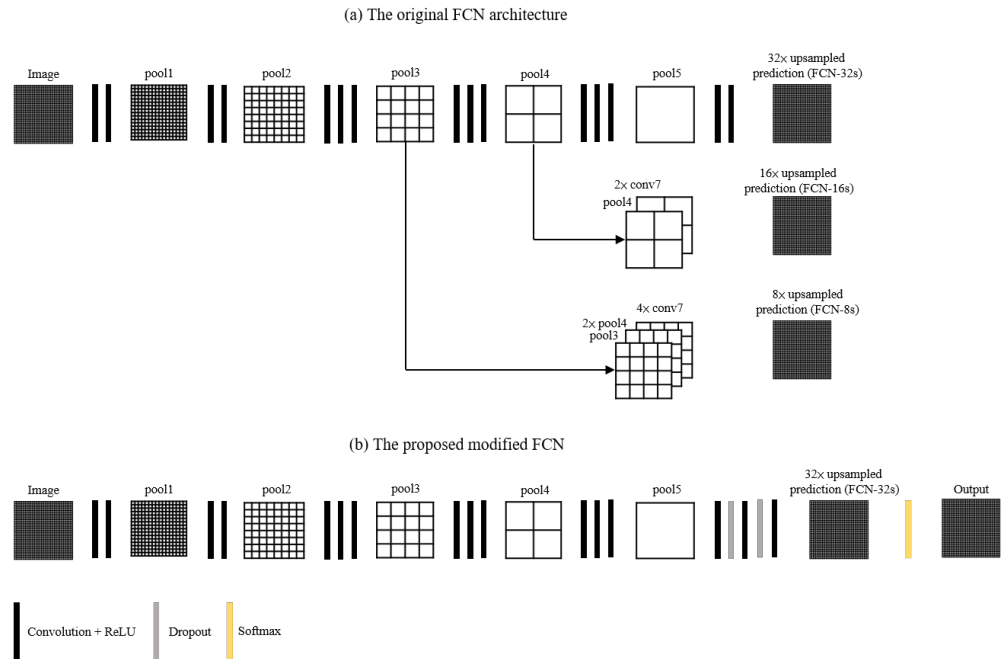 (a) The original FCN architecture
Image
pool1
pool2
pool3
pool4
pool5
32× upsampled
prediction (FCN-32s)
2× conv7
pool4
16× upsampled
prediction (FCN-16s)
4× conv7
2× pool4
pool3
8× upsampled
prediction (FCN-8s)
(b) The proposed modified FCN
Image
pool1
pool2
pool3
pool4
pool5
32× upsampled
prediction (FCN-32s)
Output
Convolution + ReLU
Dropout
Softmax